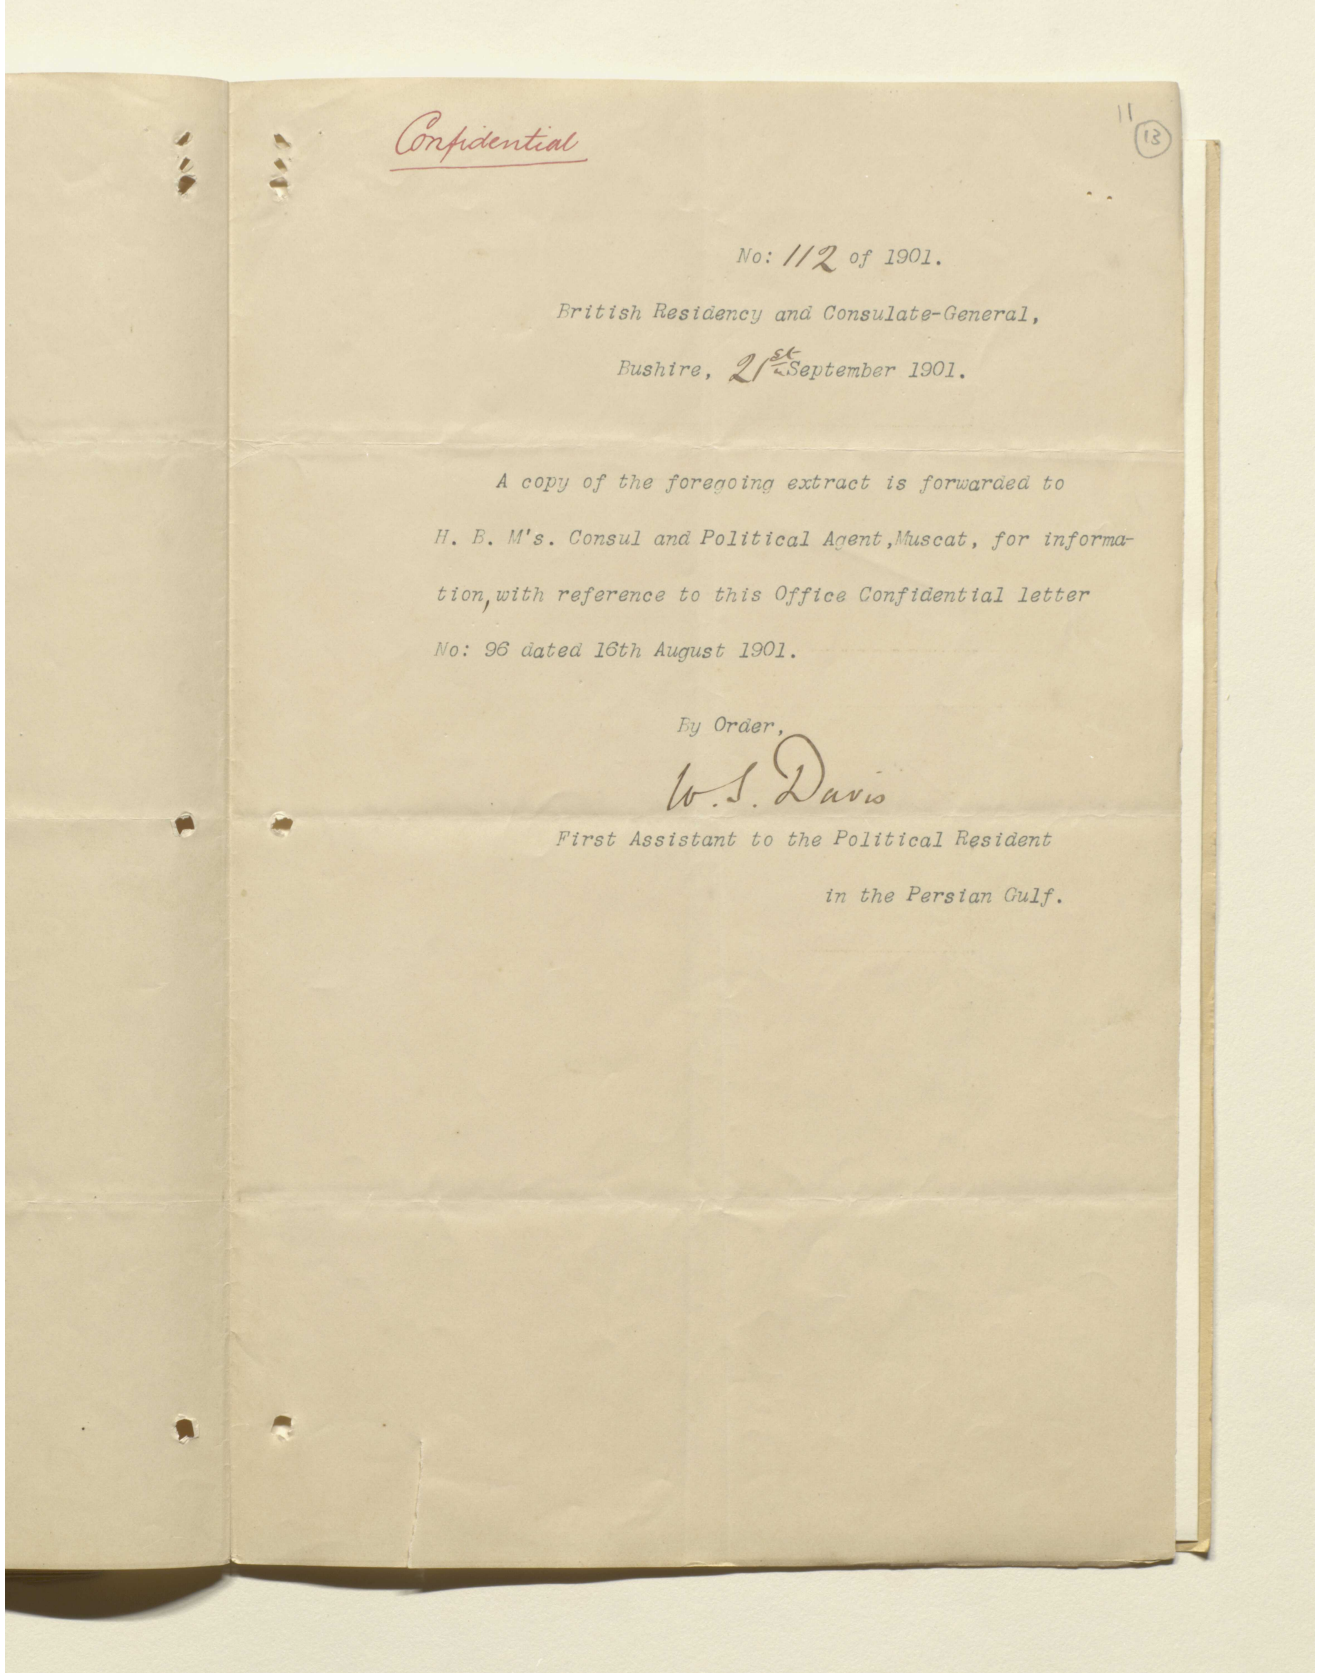 Confidential
11
13
No: 112 of 1901.
British Residency and Consulate-General,
Bushire, 21st September 1901.
A copy of the foregoing extract is forwarded to
H. B. M's. Consul and Political Agent,Muscat, for informa-
tion,with reference to this Office Confidential letter
No: 96 dated 16th August 1901.
By Order,
W. S. Davis
First Assistant to the Political Resident
in the Persian Gulf.